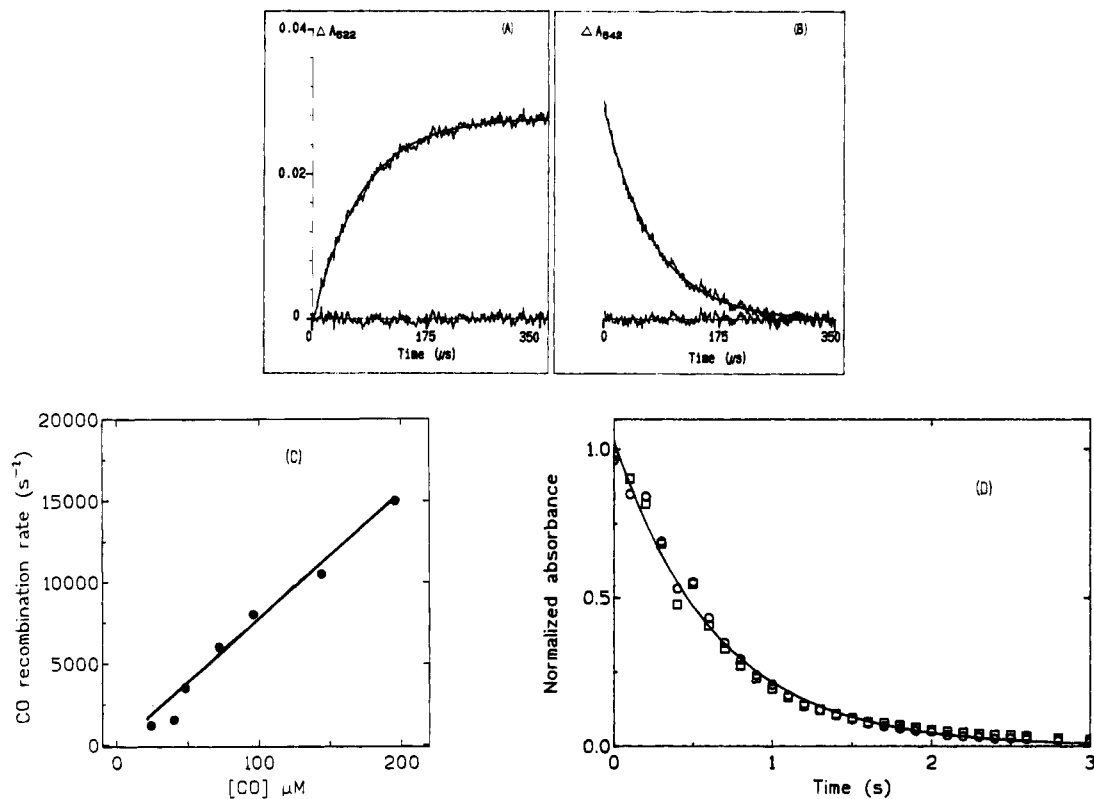 0.04 Δ A622 (A)
0.02
0
0 175 350
Time (μs)
Δ A642 (B)
0 175 350
Time (μs)
20000
15000
10000
5000
0
CO recombination rate (s⁻¹)
(C)
0 100 200
[CO] μM
1.0
0.5
0.0
Normalized absorbance
(D)
0 1 2 3
Time (s)